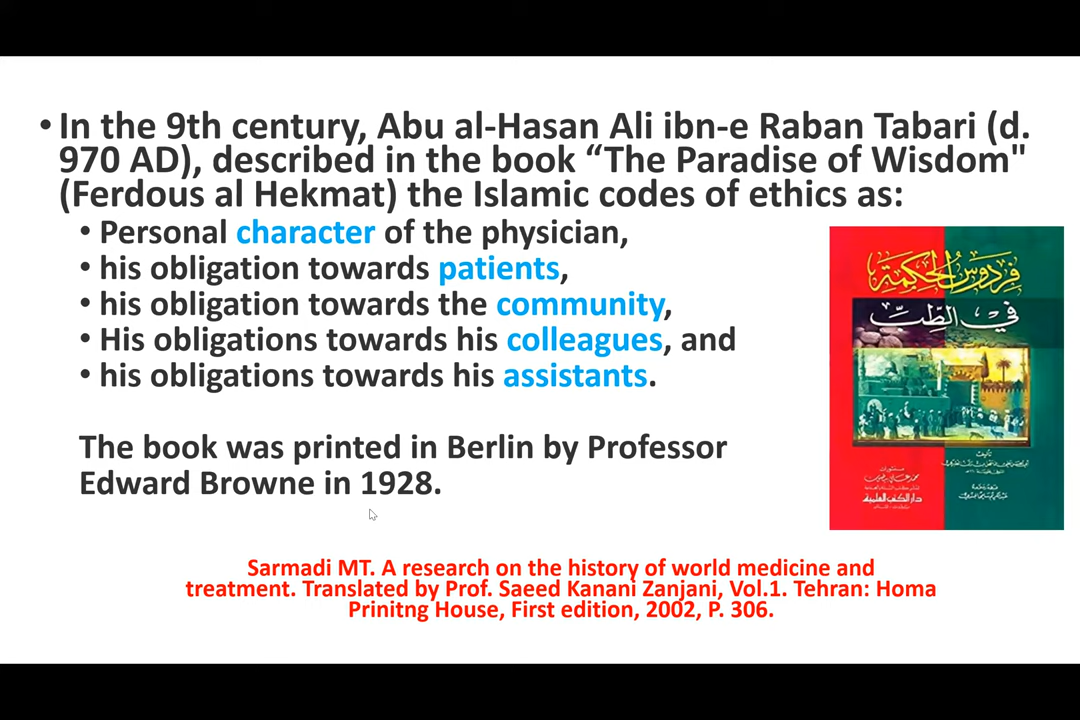 • In the 9th century, Abu al-Hasan Ali ibn-e Raban Tabari (d.
970 AD), described in the book “The Paradise of Wisdom"
(Ferdous al Hekmat) the Islamic codes of ethics as:
• Personal character of the physician,
• his obligation towards patients,
• his obligation towards the community,
• His obligations towards his colleagues, and
• his obligations towards his assistants.
The book was printed in Berlin by Professor
Edward Browne in 1928.
فِردَوسُ الحِكمَة
في الطِّبّ
دار الكتب العلمية
Sarmadi MT. A research on the history of world medicine and
treatment. Translated by Prof. Saeed Kanani Zanjani, Vol.1. Tehran: Homa
Prinitng House, First edition, 2002, P. 306.